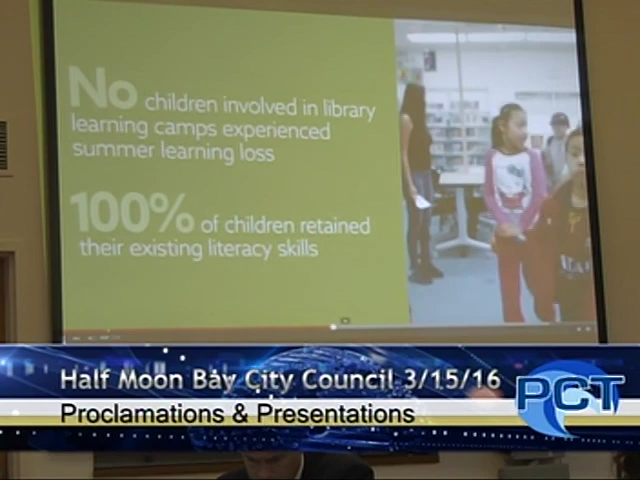 No children involved in library
learning camps experienced
summer learning loss
100% of children retained
their existing literacy skills
Half Moon Bay City Council 3/15/16
PCT
Proclamations & Presentations